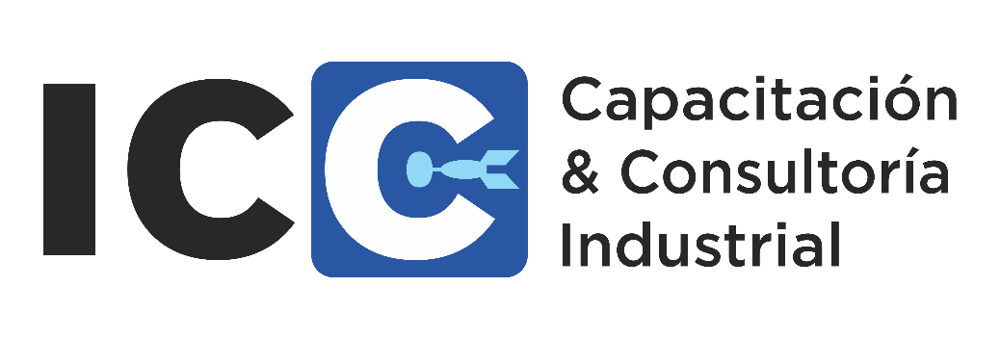 ICC
Capacitación
& Consultoría
Industrial